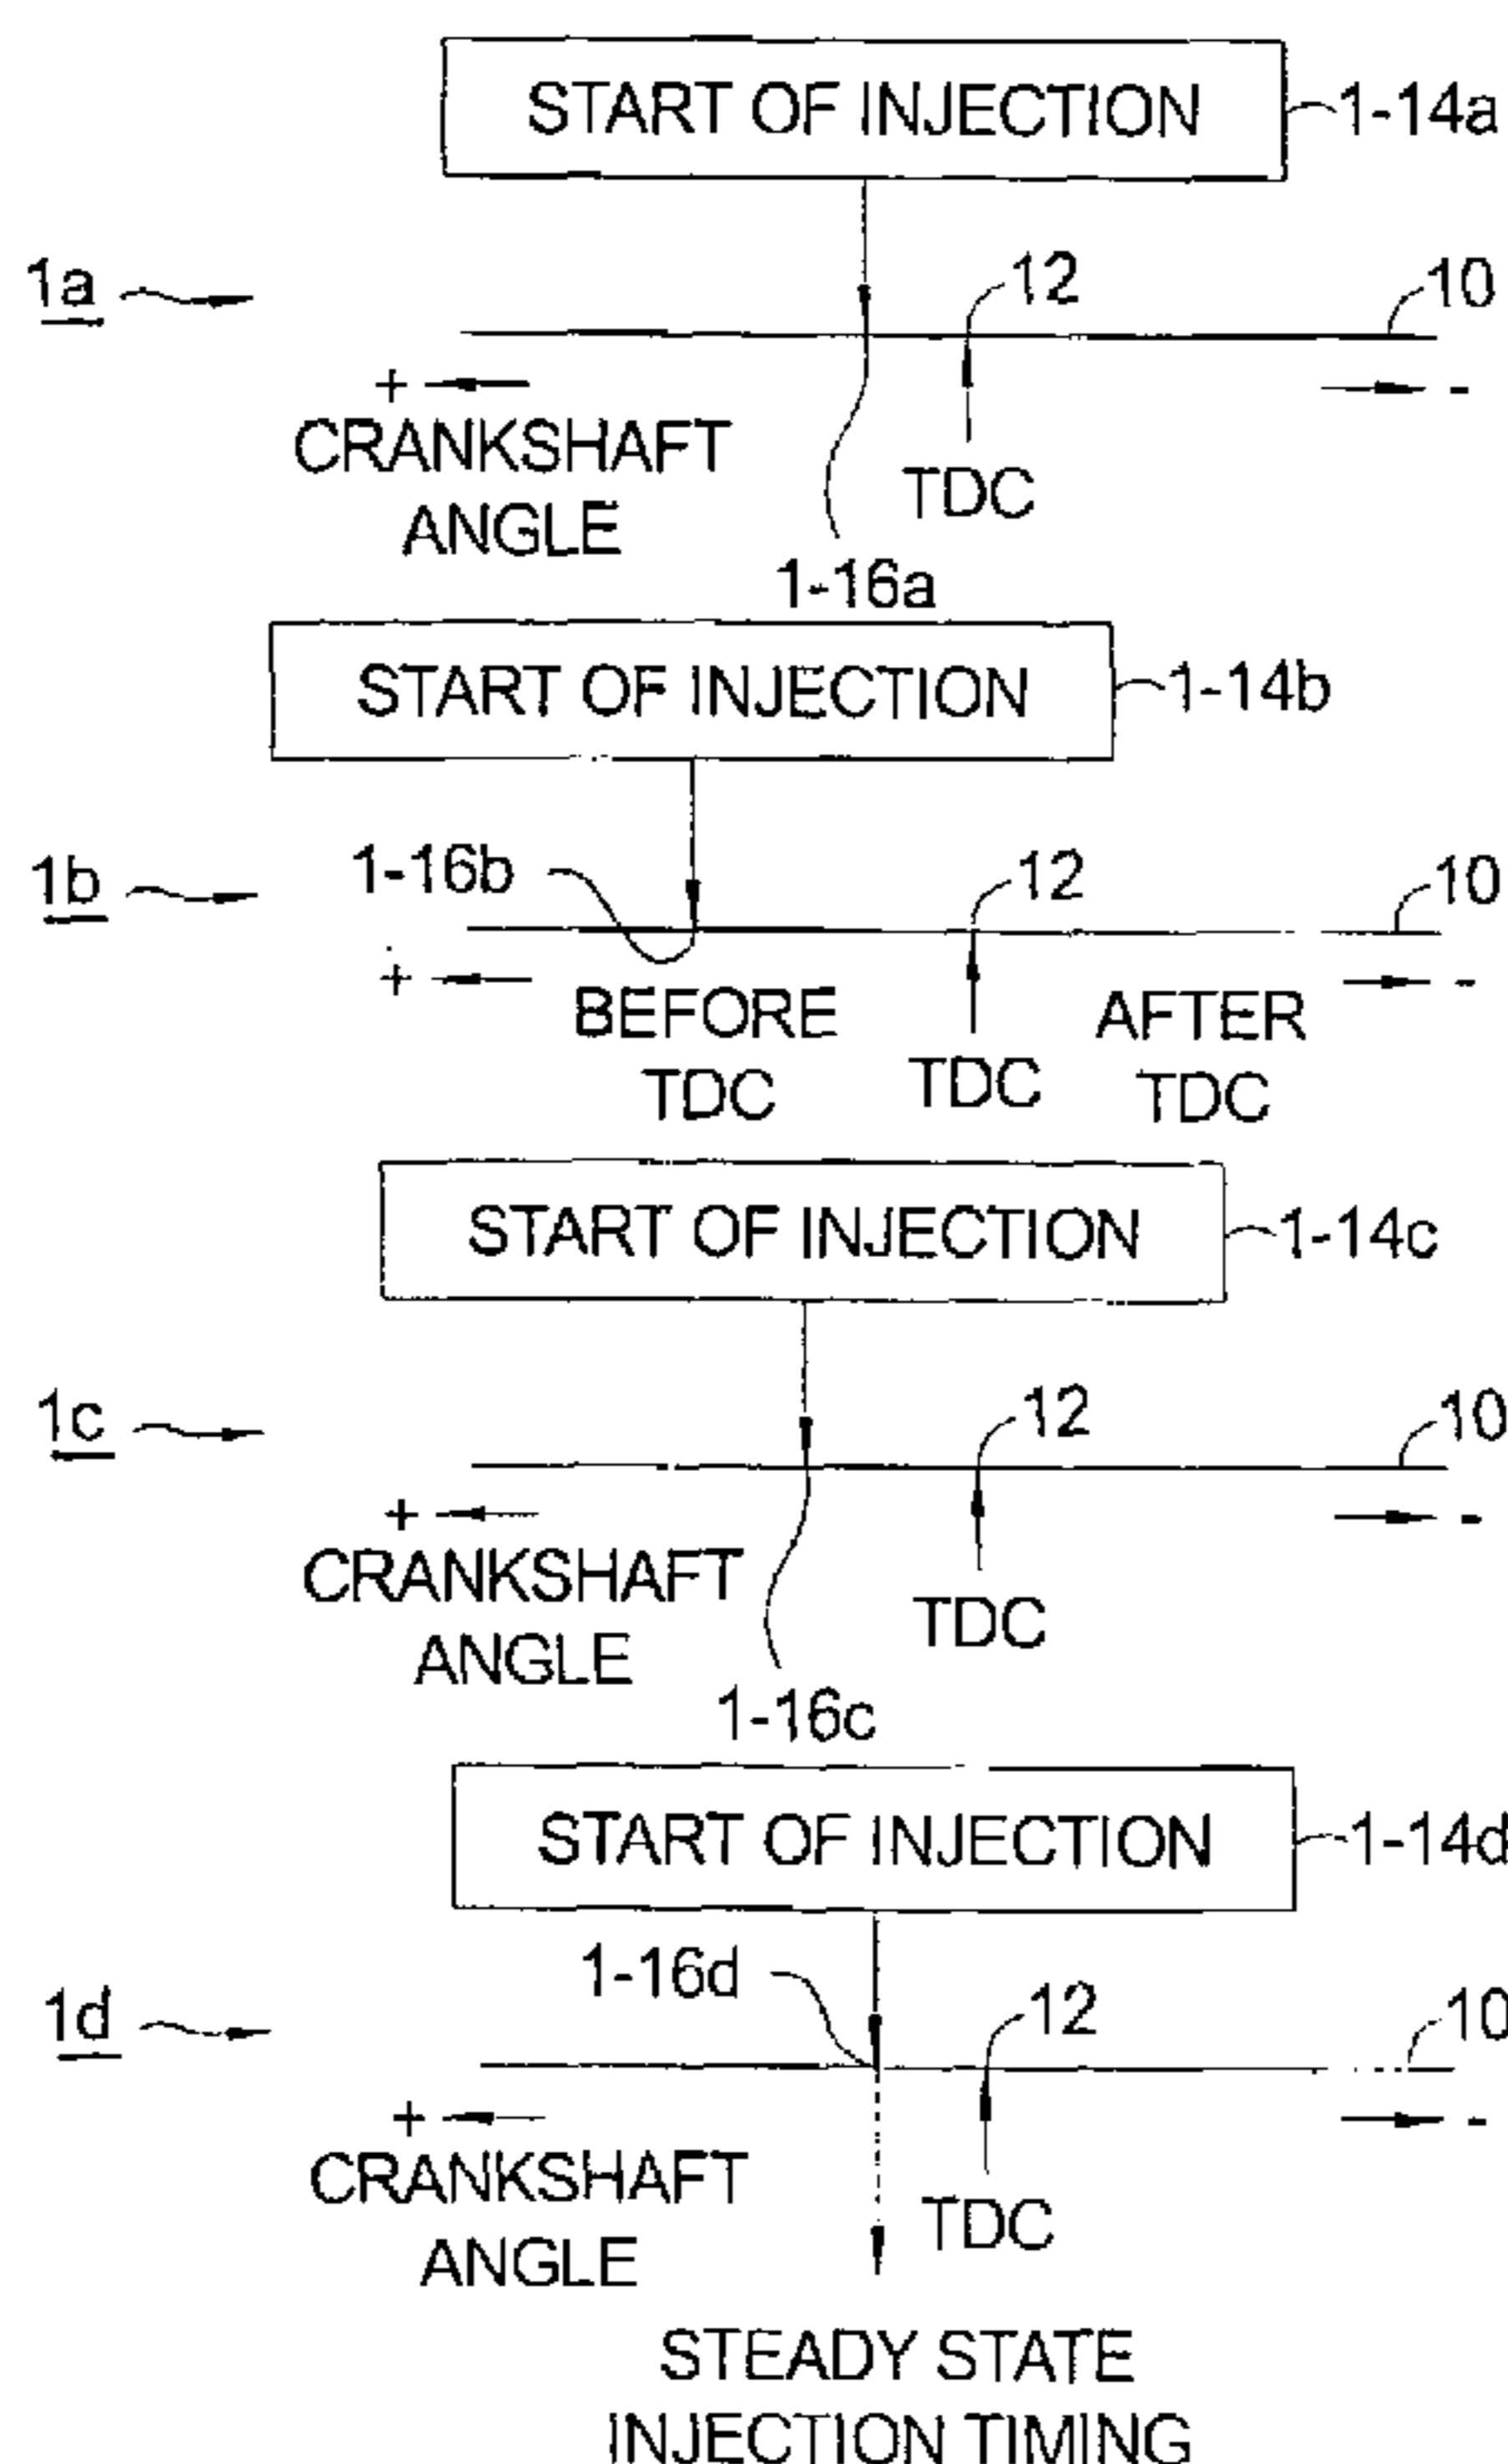 START OF INJECTION 1-14a
1a 12 10
+ -
CRANKSHAFT
ANGLE
TDC
1-16a
START OF INJECTION 1-14b
1b 1-16b 12 10
+ -
BEFORE
TDC
TDC
AFTER
TDC
START OF INJECTION 1-14c
1c 12 10
+ -
CRANKSHAFT
ANGLE
TDC
1-16c
START OF INJECTION 1-14d
1d 1-16d 12 10
+ -
CRANKSHAFT
ANGLE
TDC
STEADY STATE
INJECTION TIMING